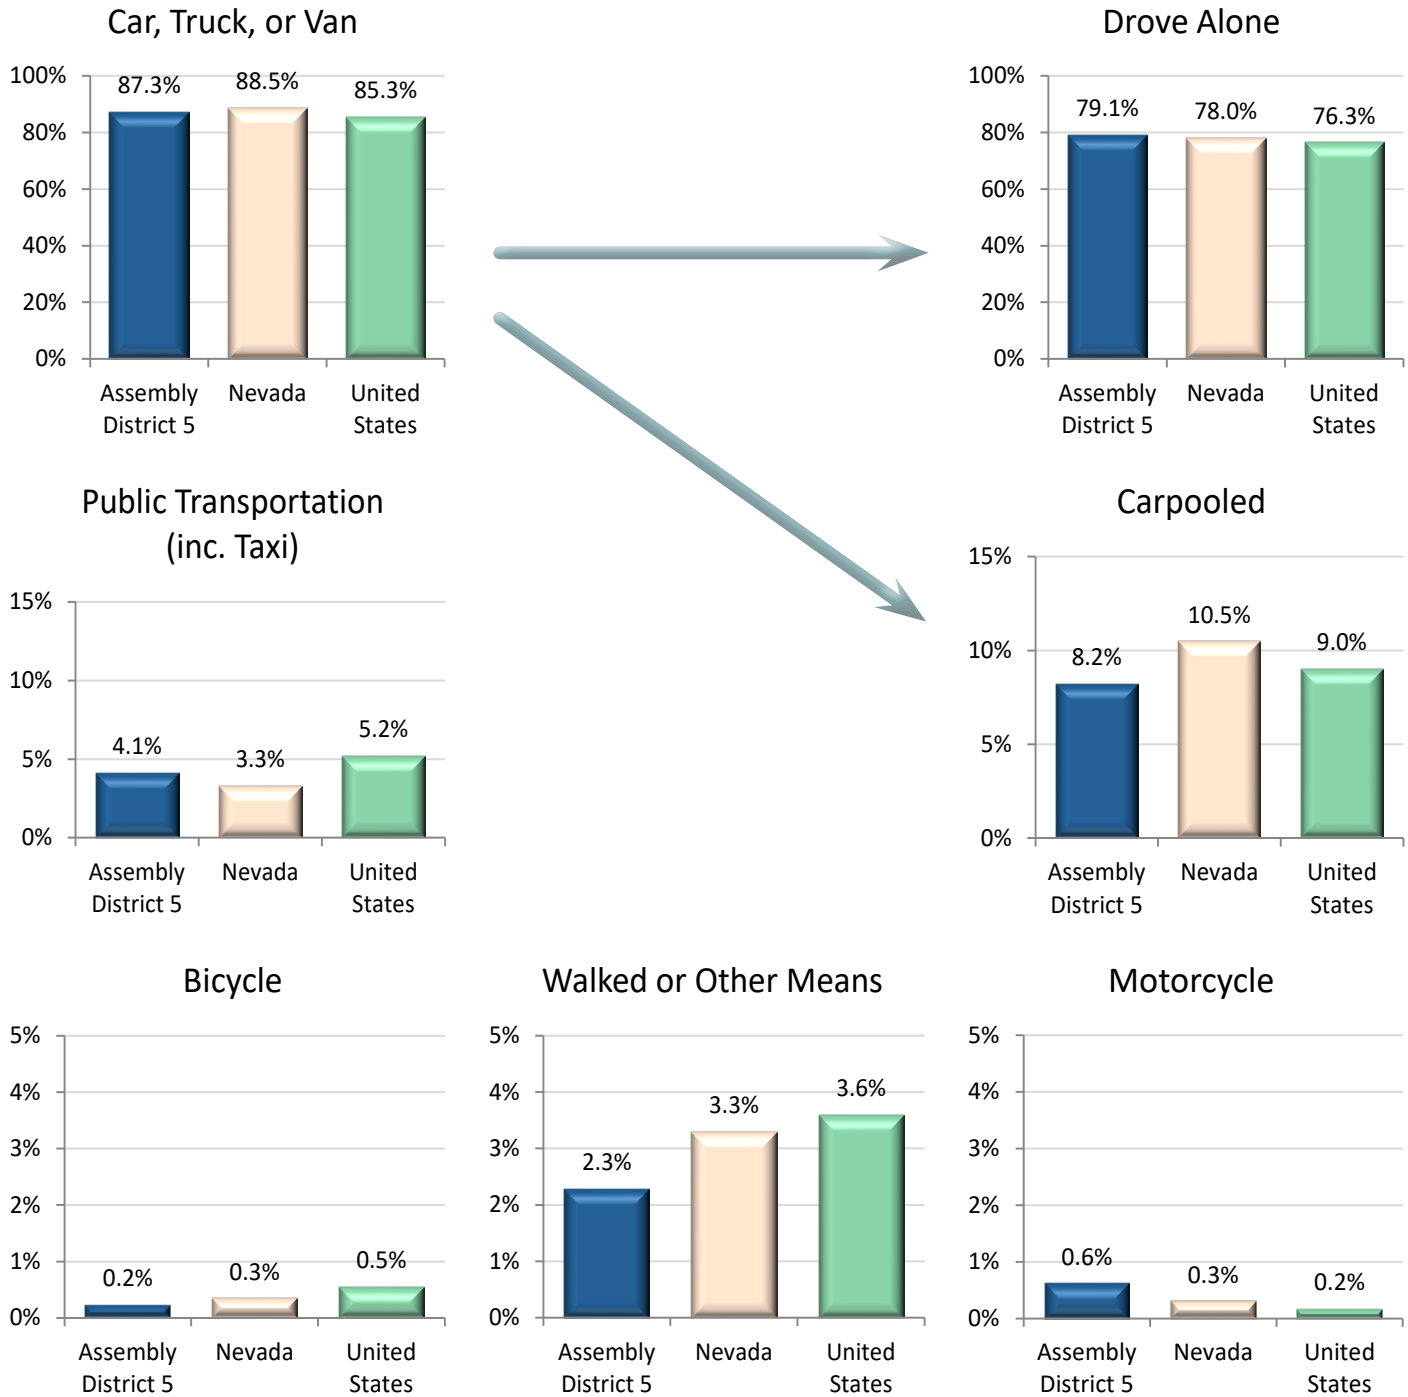 Car, Truck, or Van
100%
80%
60%
40%
20%
0%
87.3%
88.5%
85.3%
Assembly
District 5
Nevada
United
States
Drove Alone
100%
80%
60%
40%
20%
0%
79.1%
78.0%
76.3%
Assembly
District 5
Nevada
United
States
Public Transportation
(inc. Taxi)
15%
10%
5%
0%
4.1%
3.3%
5.2%
Assembly
District 5
Nevada
United
States
Carpooled
15%
10%
5%
0%
8.2%
10.5%
9.0%
Assembly
District 5
Nevada
United
States
Bicycle
5%
4%
3%
2%
1%
0%
0.2%
0.3%
0.5%
Assembly
District 5
Nevada
United
States
Walked or Other Means
5%
4%
3%
2%
1%
0%
2.3%
3.3%
3.6%
Assembly
District 5
Nevada
United
States
Motorcycle
5%
4%
3%
2%
1%
0%
0.6%
0.3%
0.2%
Assembly
District 5
Nevada
United
States